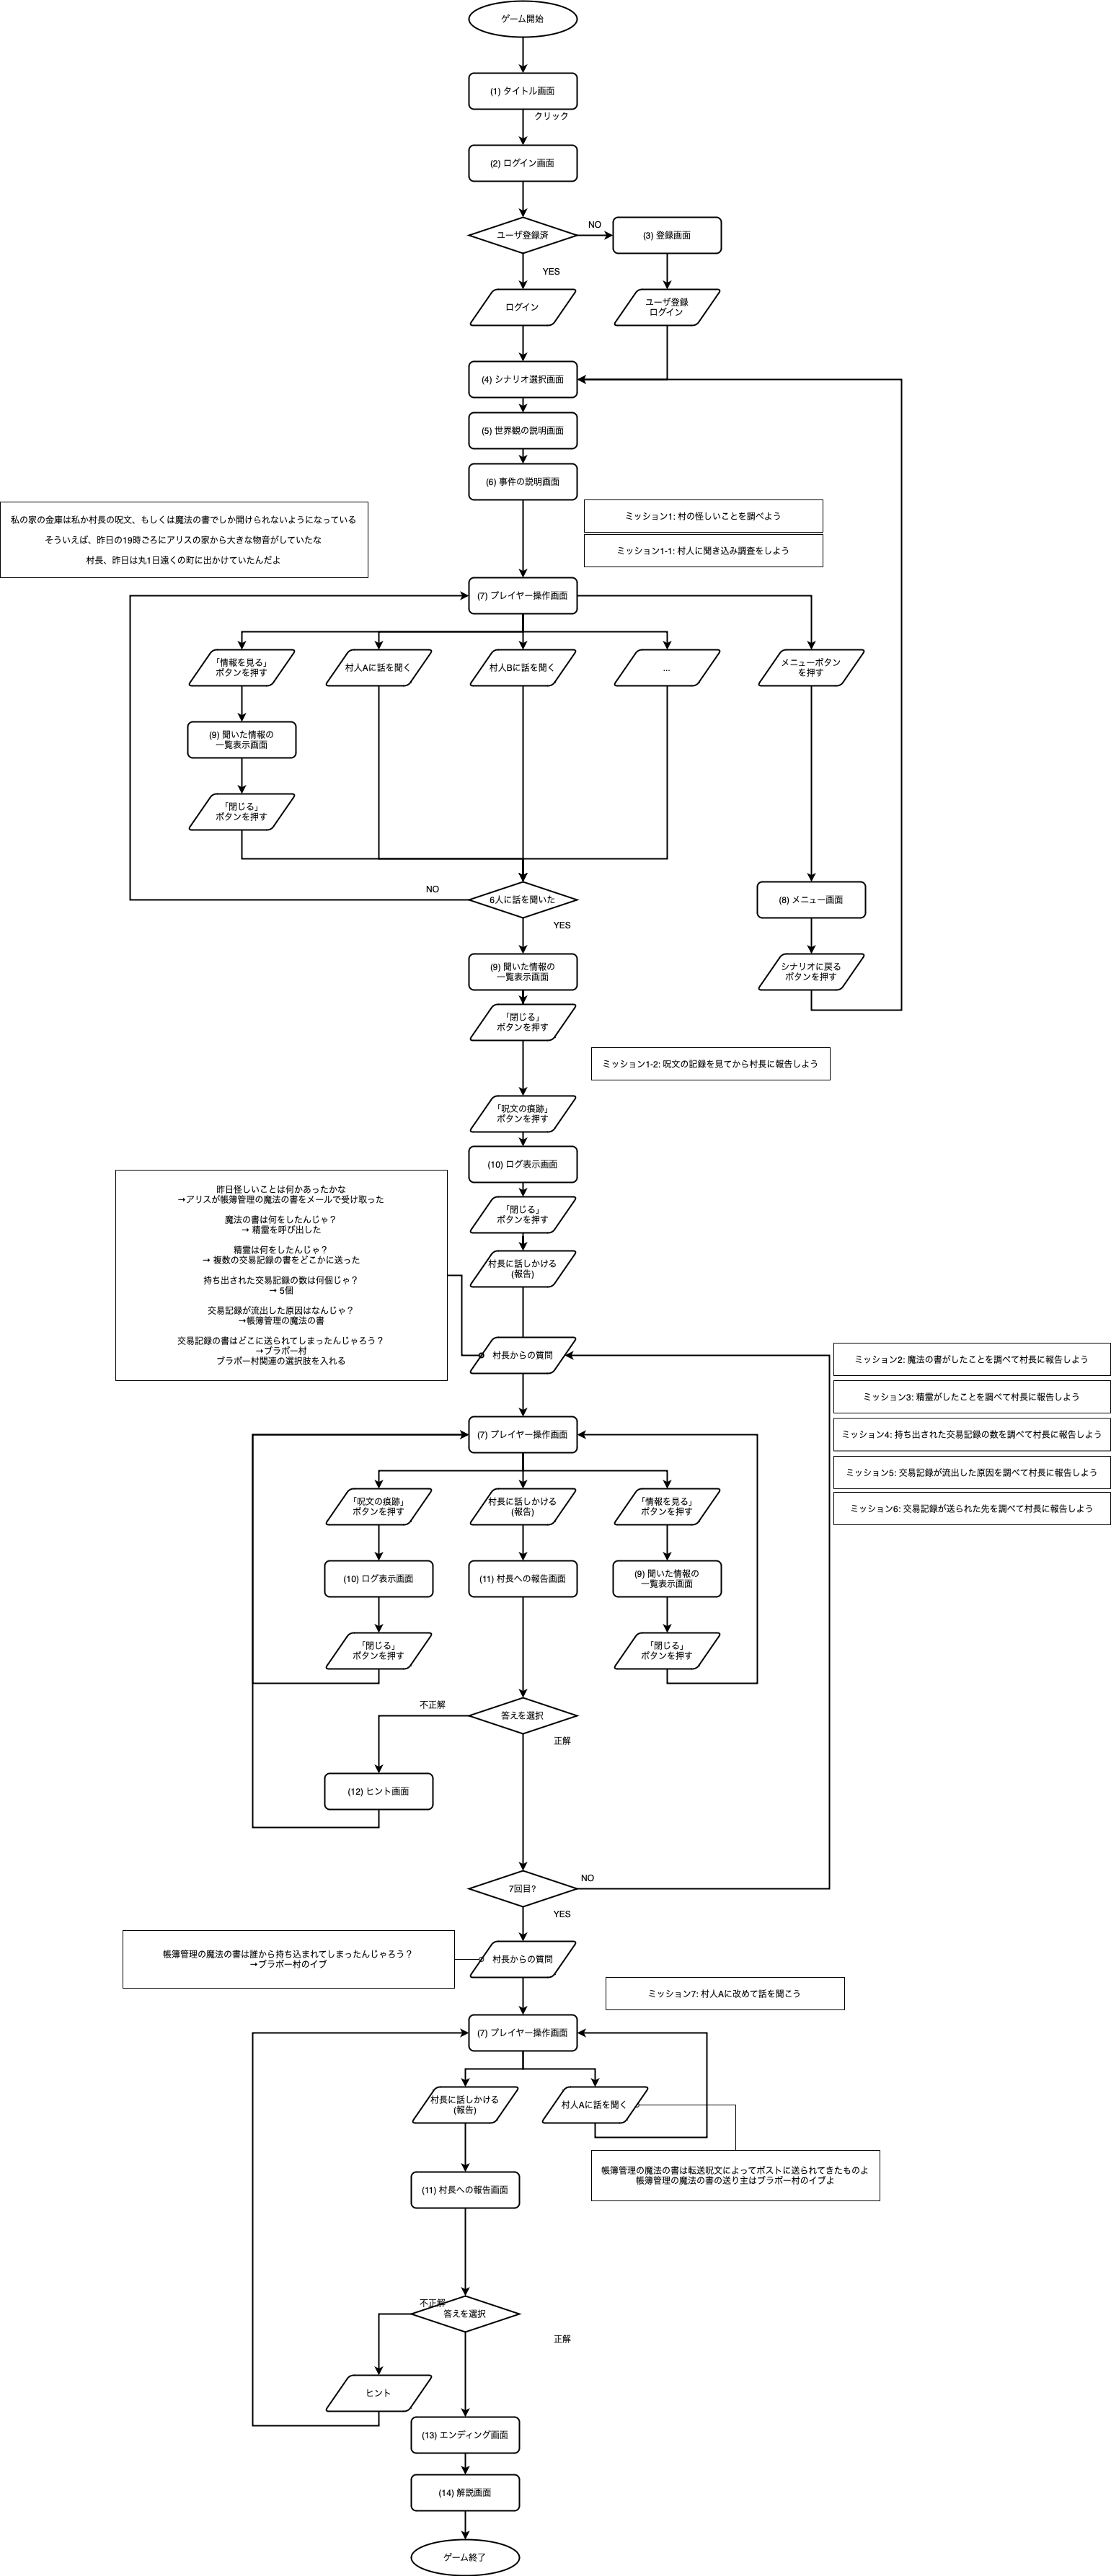 ゲーム開始
(1) タイトル画面
クリック
(2) ログイン画面
ユーザ登録済
NO
(3) 登録画面
YES
ログイン
ユーザ登録
ログイン
(4) シナリオ選択画面
(5) 世界観の説明画面
(6) 事件の説明画面
私の家の金庫は私か村長の呪文、もしくは魔法の書でしか開けられないようになっている
そういえば、昨日の19時ごろにアリスの家から大きな物音がしていたな
村長、昨日は丸1日遠くの町に出かけていたんだよ
ミッション1: 村の怪しいことを調べよう
ミッション1-1: 村人に聞き込み調査をしよう
(7) プレイヤー操作画面
「情報を見る」
ボタンを押す
村人Aに話を聞く
村人Bに話を聞く
...
メニューボタン
を押す
(9) 聞いた情報の
一覧表示画面
「閉じる」
ボタンを押す
NO
6人に話を聞いた
YES
(8) メニュー画面
(9) 聞いた情報の
一覧表示画面
シナリオに戻る
ボタンを押す
「閉じる」
ボタンを押す
ミッション1-2: 呪文の記録を見てから村長に報告しよう
「呪文の痕跡」
ボタンを押す
(10) ログ表示画面
「閉じる」
ボタンを押す
村長に話しかける
(報告)
昨日怪しいことは何かあったかな
→アリスが帳簿管理の魔法の書をメールで受け取った
魔法の書は何をしたんじゃ？
→ 精霊を呼び出した
精霊は何をしたんじゃ？
→ 複数の交易記録の書をどこかに送った
持ち出された交易記録の数は何個じゃ？
→ 5個
交易記録が流出した原因はなんじゃ？
→帳簿管理の魔法の書
交易記録の書はどこに送られてしまったんじゃろう？
→ブラボー村
ブラボー村関連の選択肢を入れる
村長からの質問
ミッション2: 魔法の書がしたことを調べて村長に報告しよう
ミッション3: 精霊がしたことを調べて村長に報告しよう
ミッション4: 持ち出された交易記録の数を調べて村長に報告しよう
ミッション5: 交易記録が流出した原因を調べて村長に報告しよう
ミッション6: 交易記録が送られた先を調べて村長に報告しよう
(7) プレイヤー操作画面
「呪文の痕跡」
ボタンを押す
村長に話しかける
(報告)
「情報を見る」
ボタンを押す
(10) ログ表示画面
(11) 村長への報告画面
(9) 聞いた情報の
一覧表示画面
「閉じる」
ボタンを押す
「閉じる」
ボタンを押す
不正解
答えを選択
正解
(12) ヒント画面
7回目?
NO
YES
帳簿管理の魔法の書は誰から持ち込まれてしまったんじゃろう？
→ブラボー村のイブ
村長からの質問
ミッション7: 村人Aに改めて話を聞こう
(7) プレイヤー操作画面
村長に話しかける
(報告)
村人Aに話を聞く
帳簿管理の魔法の書は転送呪文によってポストに送られてきたものよ
帳簿管理の魔法の書の送り主はブラボー村のイブよ
(11) 村長への報告画面
不正解
答えを選択
正解
ヒント
(13) エンディング画面
(14) 解説画面
ゲーム終了